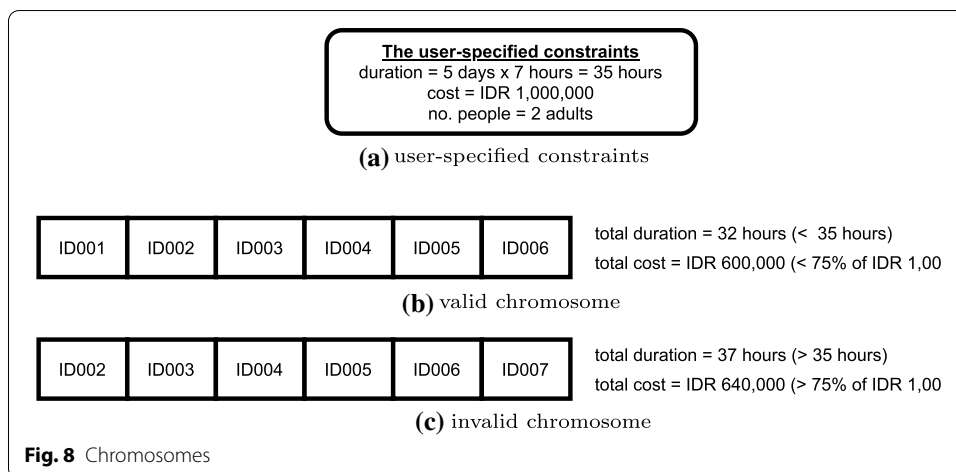 The user-specified constraints
duration = 5 days x 7 hours = 35 hours
cost = IDR 1,000,000
no. people = 2 adults
(a) user-specified constraints
ID001 ID002 ID003 ID004 ID005 ID006
total duration = 32 hours (< 35 hours)
total cost = IDR 600,000 (< 75% of IDR 1,00
(b) valid chromosome
ID002 ID003 ID004 ID005 ID006 ID007
total duration = 37 hours (> 35 hours)
total cost = IDR 640,000 (> 75% of IDR 1,00
(c) invalid chromosome
Fig. 8 Chromosomes